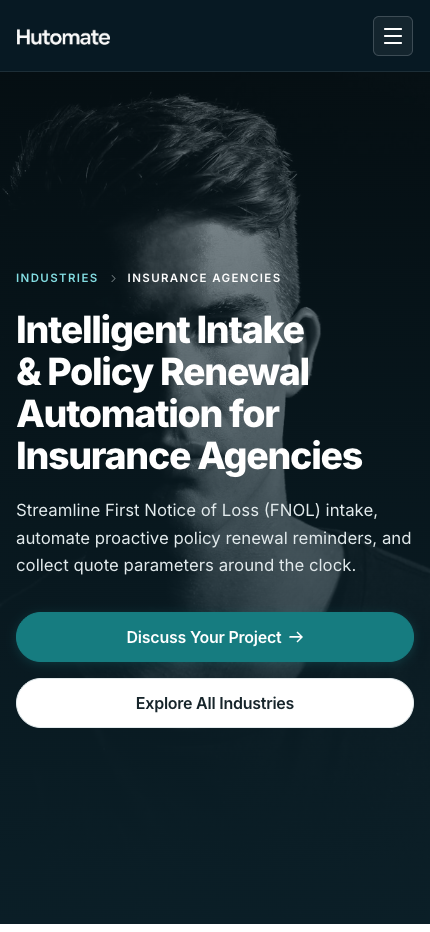 Hutomate
INDUSTRIES > INSURANCE AGENCIES
Intelligent Intake
& Policy Renewal
Automation for
Insurance Agencies
Streamline First Notice of Loss (FNOL) intake,
automate proactive policy renewal reminders, and
collect quote parameters around the clock.
Discuss Your Project →
Explore All Industries